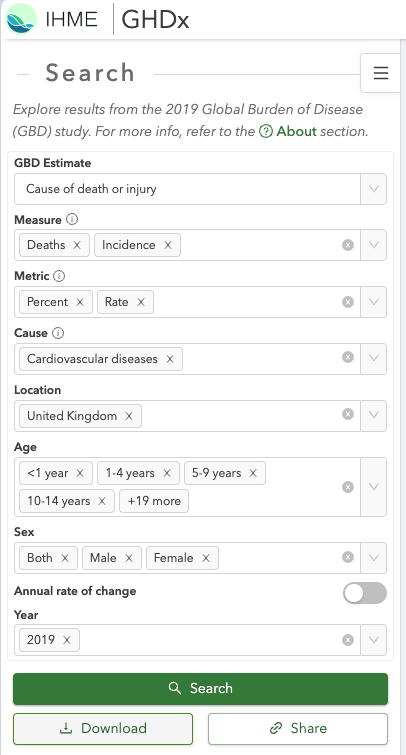 IHME | GHDx
Search
Explore results from the 2019 Global Burden of Disease
(GBD) study. For more info, refer to the ? About section.
GBD Estimate
Cause of death or injury
Measure i
Deaths × Incidence ×
Metric i
Percent × Rate ×
Cause i
Cardiovascular diseases ×
Location
United Kingdom ×
Age
<1 year × 1-4 years × 5-9 years ×
10-14 years × +19 more
Sex
Both × Male × Female ×
Annual rate of change
Year
2019 ×
Search
Download Share